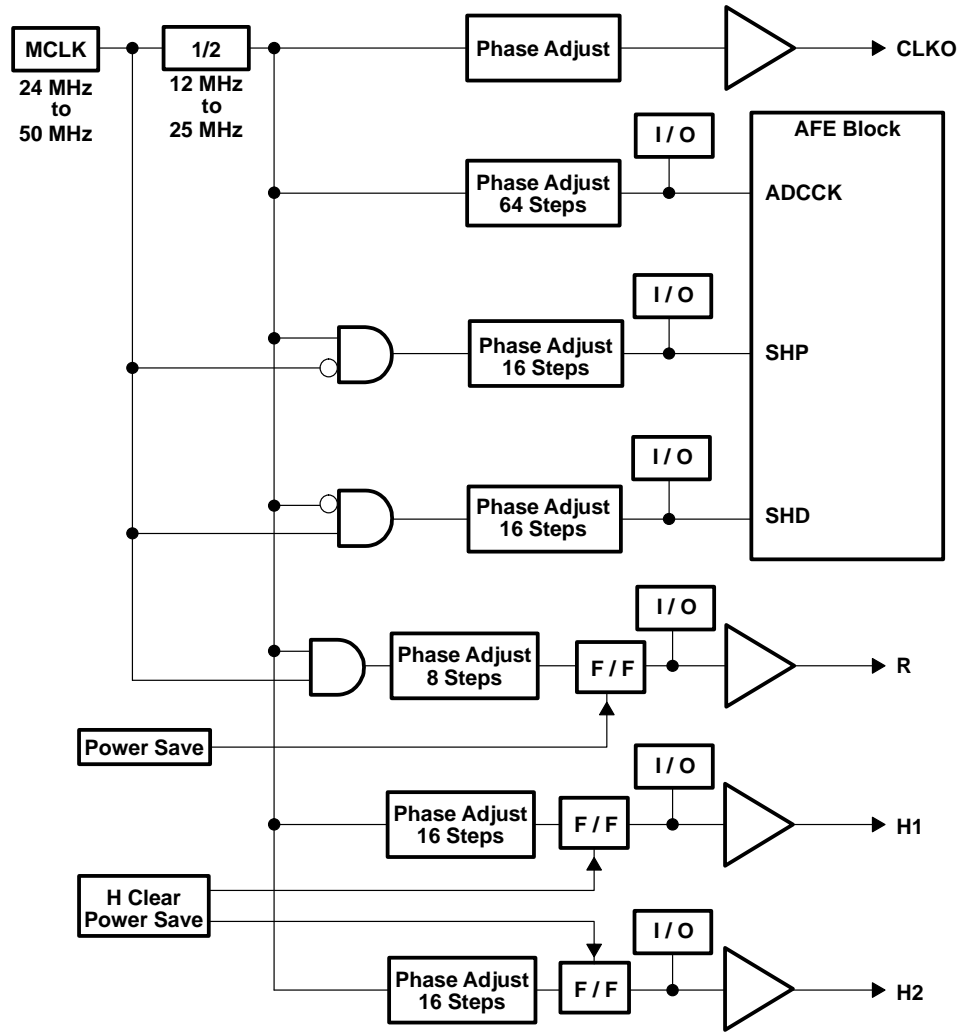 MCLK
24 MHz
to
50 MHz
1/2
12 MHz
to
25 MHz
Phase Adjust
CLKO
AFE Block
I / O
Phase Adjust
64 Steps
ADCCK
I / O
Phase Adjust
16 Steps
SHP
I / O
Phase Adjust
16 Steps
SHD
I / O
Phase Adjust
8 Steps
F / F
R
Power Save
I / O
Phase Adjust
16 Steps
F / F
H1
H Clear
Power Save
I / O
Phase Adjust
16 Steps
F / F
H2